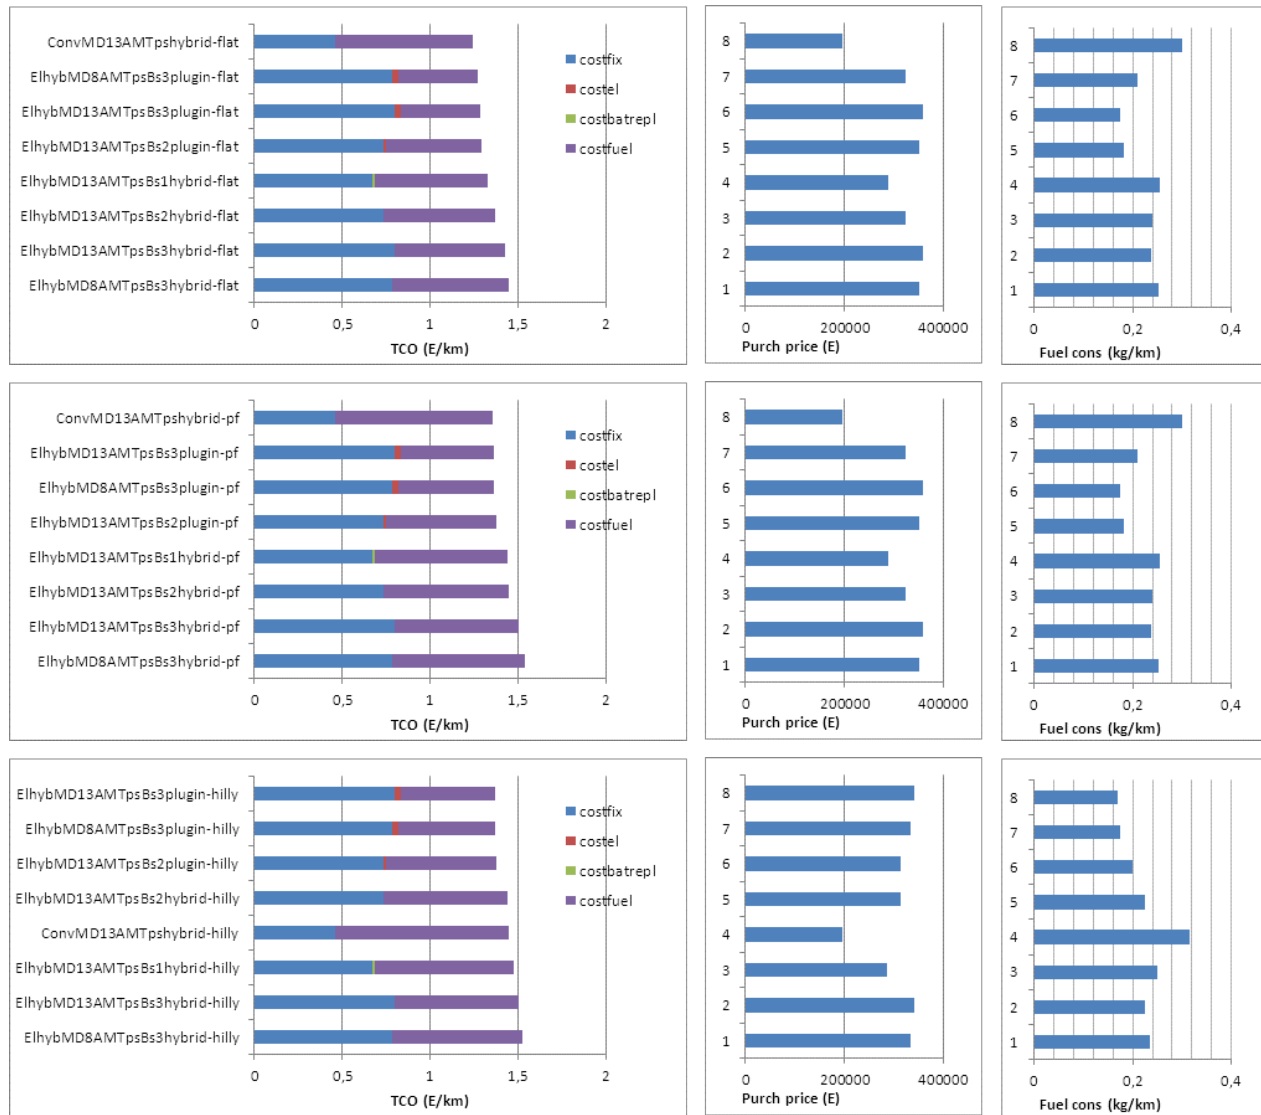 ConvMD13AMTpshybrid-flat
ElhybMD8AMTpsBs3plugin-flat
ElhybMD13AMTpsBs3plugin-flat
ElhybMD13AMTpsBs2plugin-flat
ElhybMD13AMTpsBs1hybrid-flat
ElhybMD13AMTpsBs2hybrid-flat
ElhybMD13AMTpsBs3hybrid-flat
ElhybMD8AMTpsBs3hybrid-flat
0 0,5 1 1,5 2
TCO (E/km)
costfix
costel
costbatrepl
costfuel
8
7
6
5
4
3
2
1
0 200000 400000
Purch price (E)
8
7
6
5
4
3
2
1
0 0,2 0,4
Fuel cons (kg/km)
ConvMD13AMTpshybrid-pf
ElhybMD13AMTpsBs3plugin-pf
ElhybMD8AMTpsBs3plugin-pf
ElhybMD13AMTpsBs2plugin-pf
ElhybMD13AMTpsBs1hybrid-pf
ElhybMD13AMTpsBs2hybrid-pf
ElhybMD13AMTpsBs3hybrid-pf
ElhybMD8AMTpsBs3hybrid-pf
0 0,5 1 1,5 2
TCO (E/km)
costfix
costel
costbatrepl
costfuel
8
7
6
5
4
3
2
1
0 200000 400000
Purch price (E)
8
7
6
5
4
3
2
1
0 0,2 0,4
Fuel cons (kg/km)
ElhybMD13AMTpsBs3plugin-hilly
ElhybMD8AMTpsBs3plugin-hilly
ElhybMD13AMTpsBs2plugin-hilly
ElhybMD13AMTpsBs2hybrid-hilly
ConvMD13AMTpshybrid-hilly
ElhybMD13AMTpsBs1hybrid-hilly
ElhybMD13AMTpsBs3hybrid-hilly
ElhybMD8AMTpsBs3hybrid-hilly
0 0,5 1 1,5 2
TCO (E/km)
costfix
costel
costbatrepl
costfuel
8
7
6
5
4
3
2
1
0 200000 400000
Purch price (E)
8
7
6
5
4
3
2
1
0 0,2 0,4
Fuel cons (kg/km)